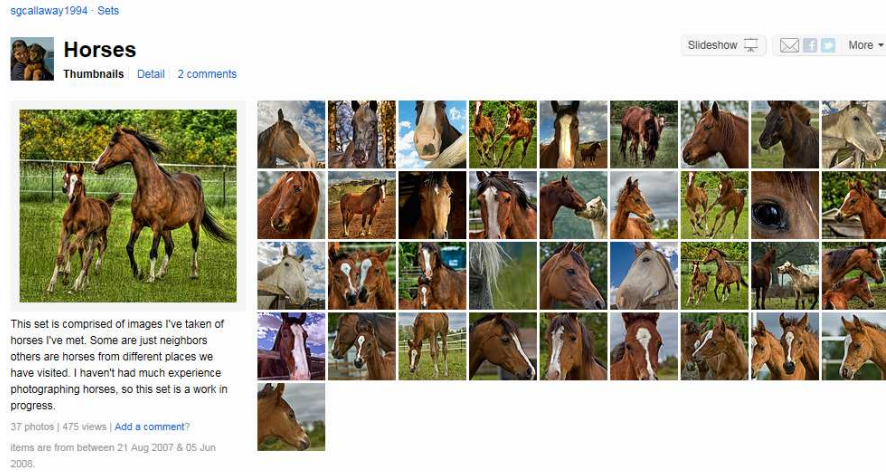 sgcallaway1994 · Sets
Horses
Slideshow
More
Thumbnails
Detail
2 comments
This set is comprised of images I've taken of
horses I've met. Some are just neighbors
others are horses from different places we
have visited. I haven't had much experience
photographing horses, so this set is a work in
progress.
37 photos | 475 views | Add a comment?
items are from between 21 Aug 2007 & 05 Jun
2008.